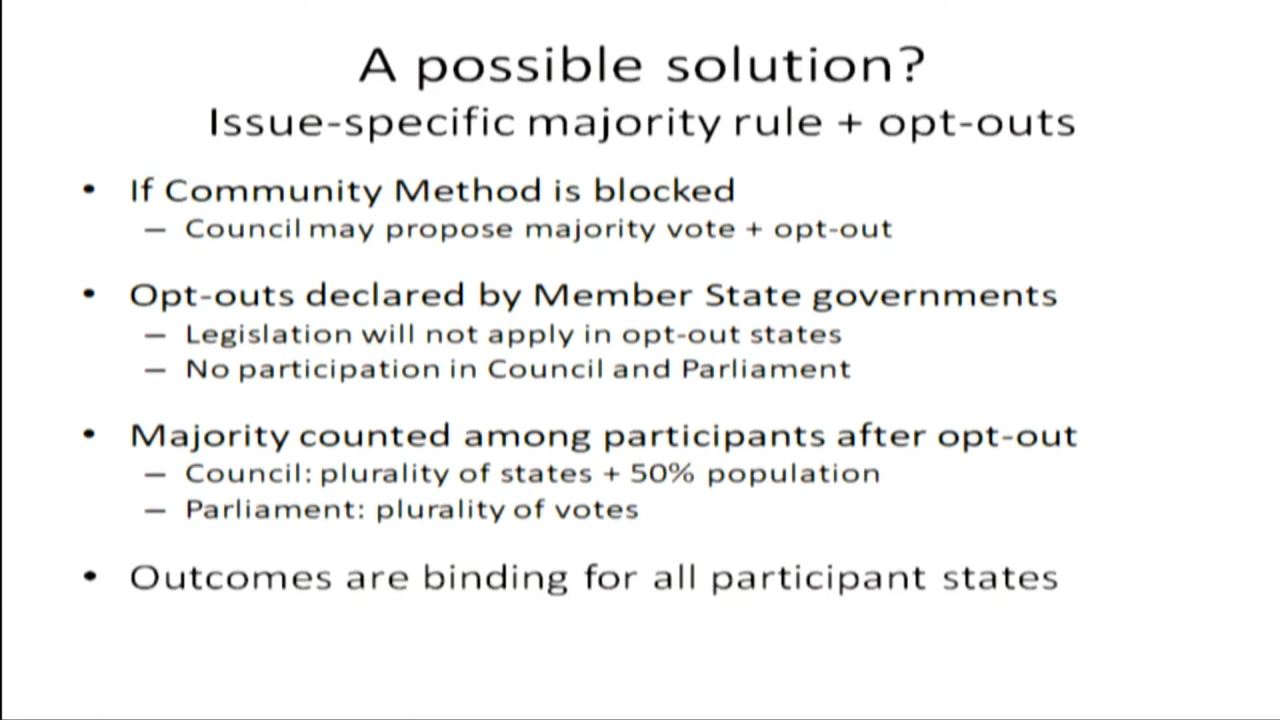 A possible solution?
Issue-specific majority rule + opt-outs
• If Community Method is blocked
– Council may propose majority vote + opt-out
• Opt-outs declared by Member State governments
– Legislation will not apply in opt-out states
– No participation in Council and Parliament
• Majority counted among participants after opt-out
– Council: plurality of states + 50% population
– Parliament: plurality of votes
• Outcomes are binding for all participant states